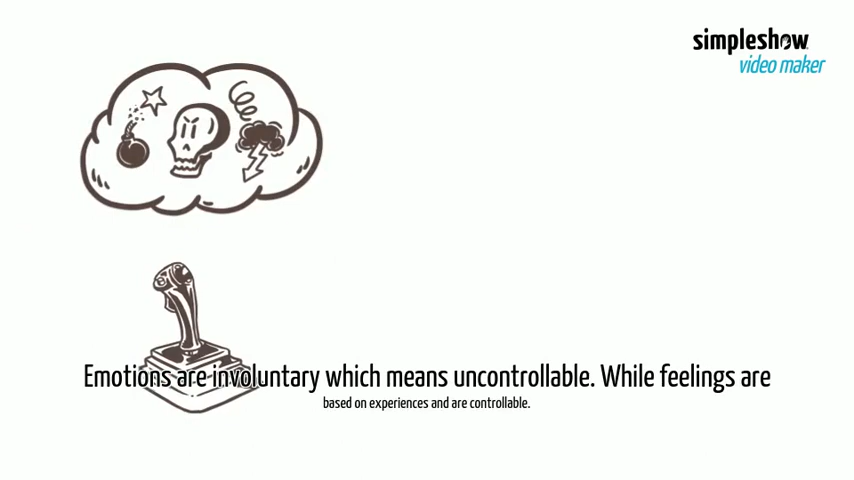 simpleshow
video maker
Emotions are involuntary which means uncontrollable. While feelings are
based on experiences and are controllable.